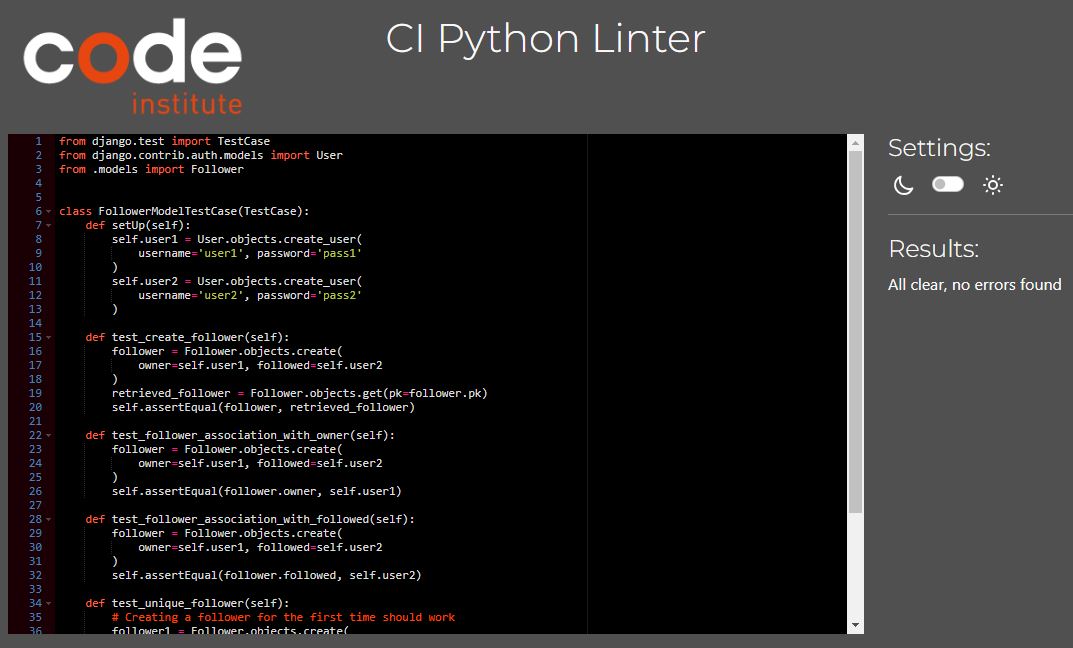 code
institute
CI Python Linter
1 from django.test import TestCase
2 from django.contrib.auth.models import User
3 from .models import Follower
4
5
6 class FollowerModelTestCase(TestCase):
7     def setUp(self):
8         self.user1 = User.objects.create_user(
9             username='user1', password='pass1'
10         )
11         self.user2 = User.objects.create_user(
12             username='user2', password='pass2'
13         )
14
15     def test_create_follower(self):
16         follower = Follower.objects.create(
17             owner=self.user1, followed=self.user2
18         )
19         retrieved_follower = Follower.objects.get(pk=follower.pk)
20         self.assertEqual(follower, retrieved_follower)
21
22     def test_follower_association_with_owner(self):
23         follower = Follower.objects.create(
24             owner=self.user1, followed=self.user2
25         )
26         self.assertEqual(follower.owner, self.user1)
27
28     def test_follower_association_with_followed(self):
29         follower = Follower.objects.create(
30             owner=self.user1, followed=self.user2
31         )
32         self.assertEqual(follower.followed, self.user2)
33
34     def test_unique_follower(self):
35         # Creating a follower for the first time should work
36         follower1 = Follower.objects.create(
Settings:
Results:
All clear, no errors found